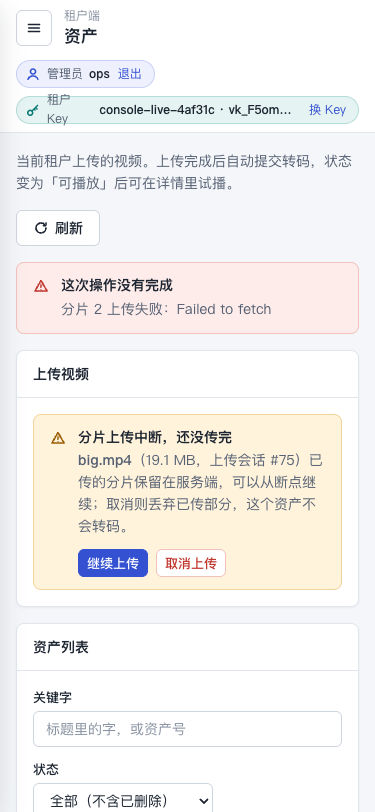 租户端
资产
管理员 ops 退出
租户
Key
console-live-4af31c · vk_F5om... 换 Key
当前租户上传的视频。上传完成后自动提交转码，状态
变为「可播放」后可在详情里试播。
刷新
这次操作没有完成
分片 2 上传失败：Failed to fetch
上传视频
分片上传中断，还没传完
big.mp4（19.1 MB，上传会话 #75）已
传的分片保留在服务端，可以从断点继
续；取消则丢弃已传部分，这个资产不
会转码。
继续上传 取消上传
资产列表
关键字
标题里的字，或资产号
状态
全部（不含已删除）